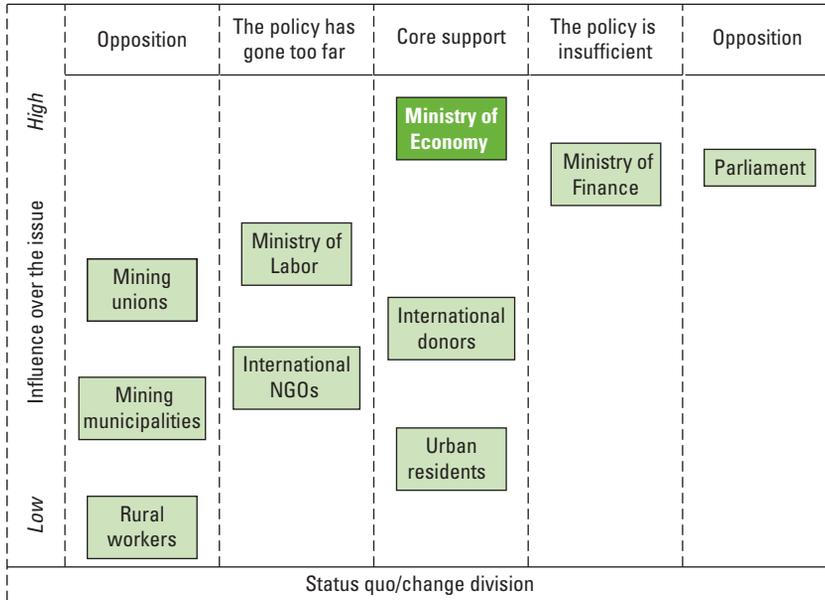 Opposition
The policy has
gone too far
Core support
The policy is
insufficient
Opposition
High
Influence over the issue
Low
Ministry of
Economy
Ministry of
Finance
Parliament
Ministry of
Labor
Mining
unions
International
donors
International
NGOs
Mining
municipalities
Urban
residents
Rural
workers
Status quo/change division